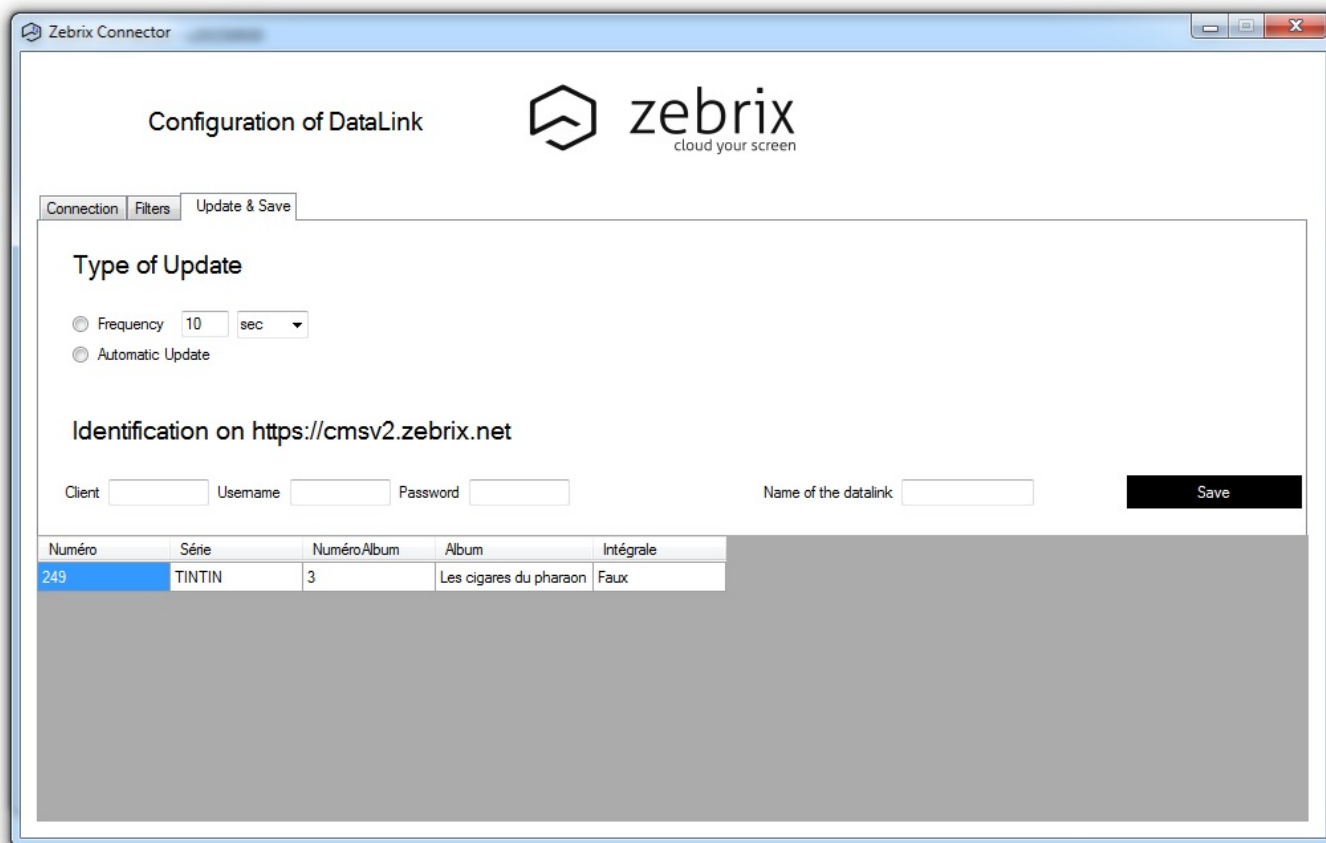 Zebrix Connector
Configuration of DataLink
zebrix
cloud your screen
Connection Filters Update & Save
Type of Update
Frequency 10 sec
Automatic Update
Identification on https://cmsv2.zebrix.net
Client Username Password Name of the datalink Save
Numéro Série NuméroAlbum Album Intégrale
249 TINTIN 3 Les cigares du pharaon Faux